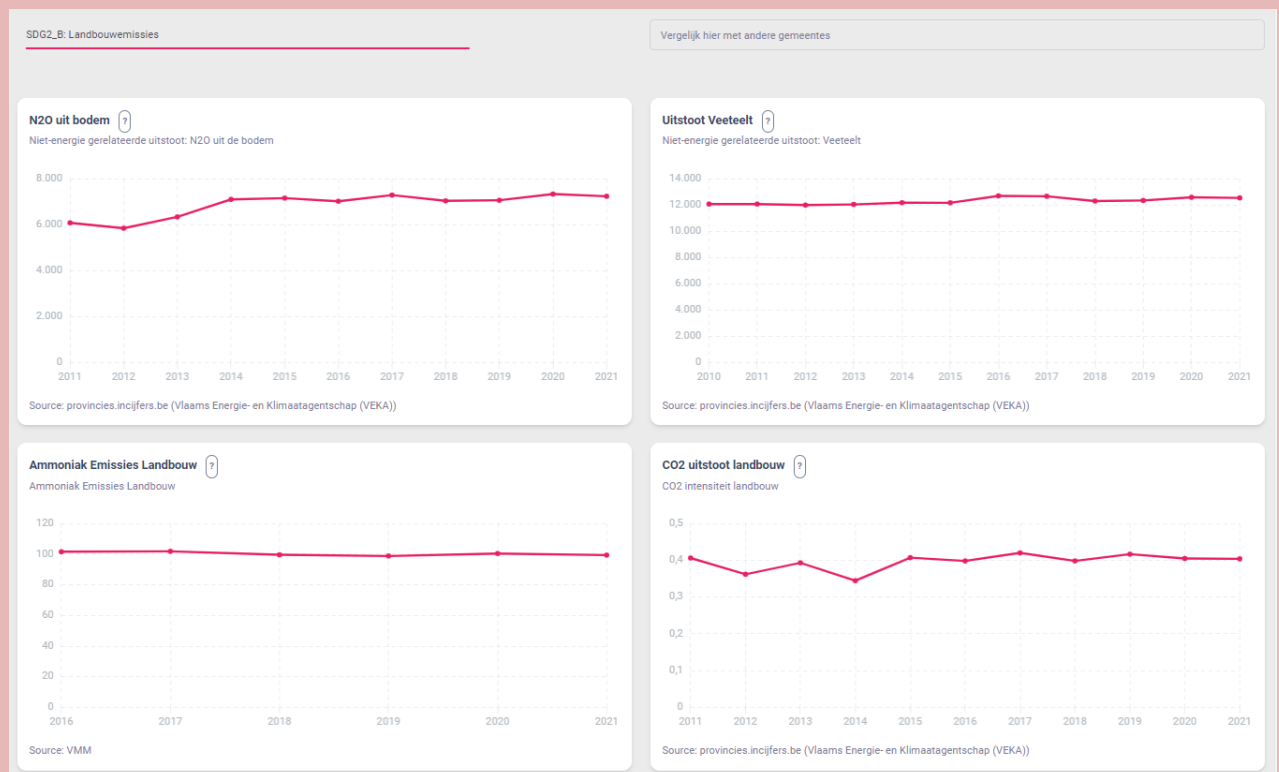 SDG2_B: Landbouwemissies
Vergelijk hier met andere gemeentes
N2O uit bodem ?
Niet-energie gerelateerde uitstoot: N2O uit de bodem
8.000
6.000
4.000
2.000
0
2011 2012 2013 2014 2015 2016 2017 2018 2019 2020 2021
Source: provincies.incijfers.be (Vlaams Energie- en Klimaatagentschap (VEKA))
Uitstoot Veeteelt ?
Niet-energie gerelateerde uitstoot: Veeteelt
14.000
12.000
10.000
8.000
6.000
4.000
2.000
0
2010 2011 2012 2013 2014 2015 2016 2017 2018 2019 2020 2021
Source: provincies.incijfers.be (Vlaams Energie- en Klimaatagentschap (VEKA))
Ammoniak Emissies Landbouw ?
Ammoniak Emissies Landbouw
120
100
80
60
40
20
0
2016 2017 2018 2019 2020 2021
Source: VMM
CO2 uitstoot landbouw ?
CO2 intensiteit landbouw
0,5
0,4
0,3
0,2
0,1
0
2011 2012 2013 2014 2015 2016 2017 2018 2019 2020 2021
Source: provincies.incijfers.be (Vlaams Energie- en Klimaatagentschap (VEKA))